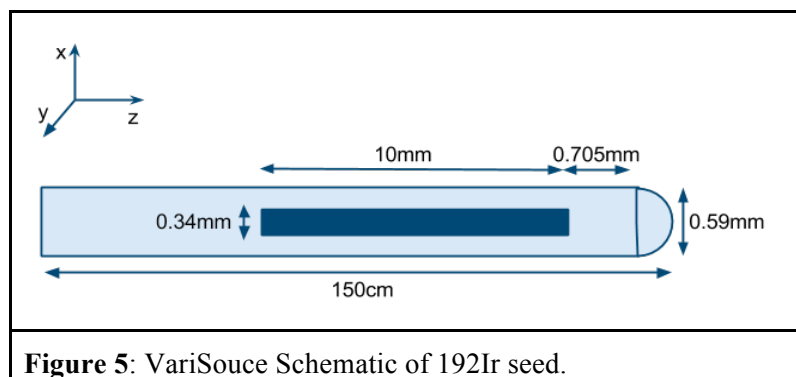 x
y
z
10mm
0.705mm
0.34mm
0.59mm
150cm
Figure 5: VariSouce Schematic of 192Ir seed.